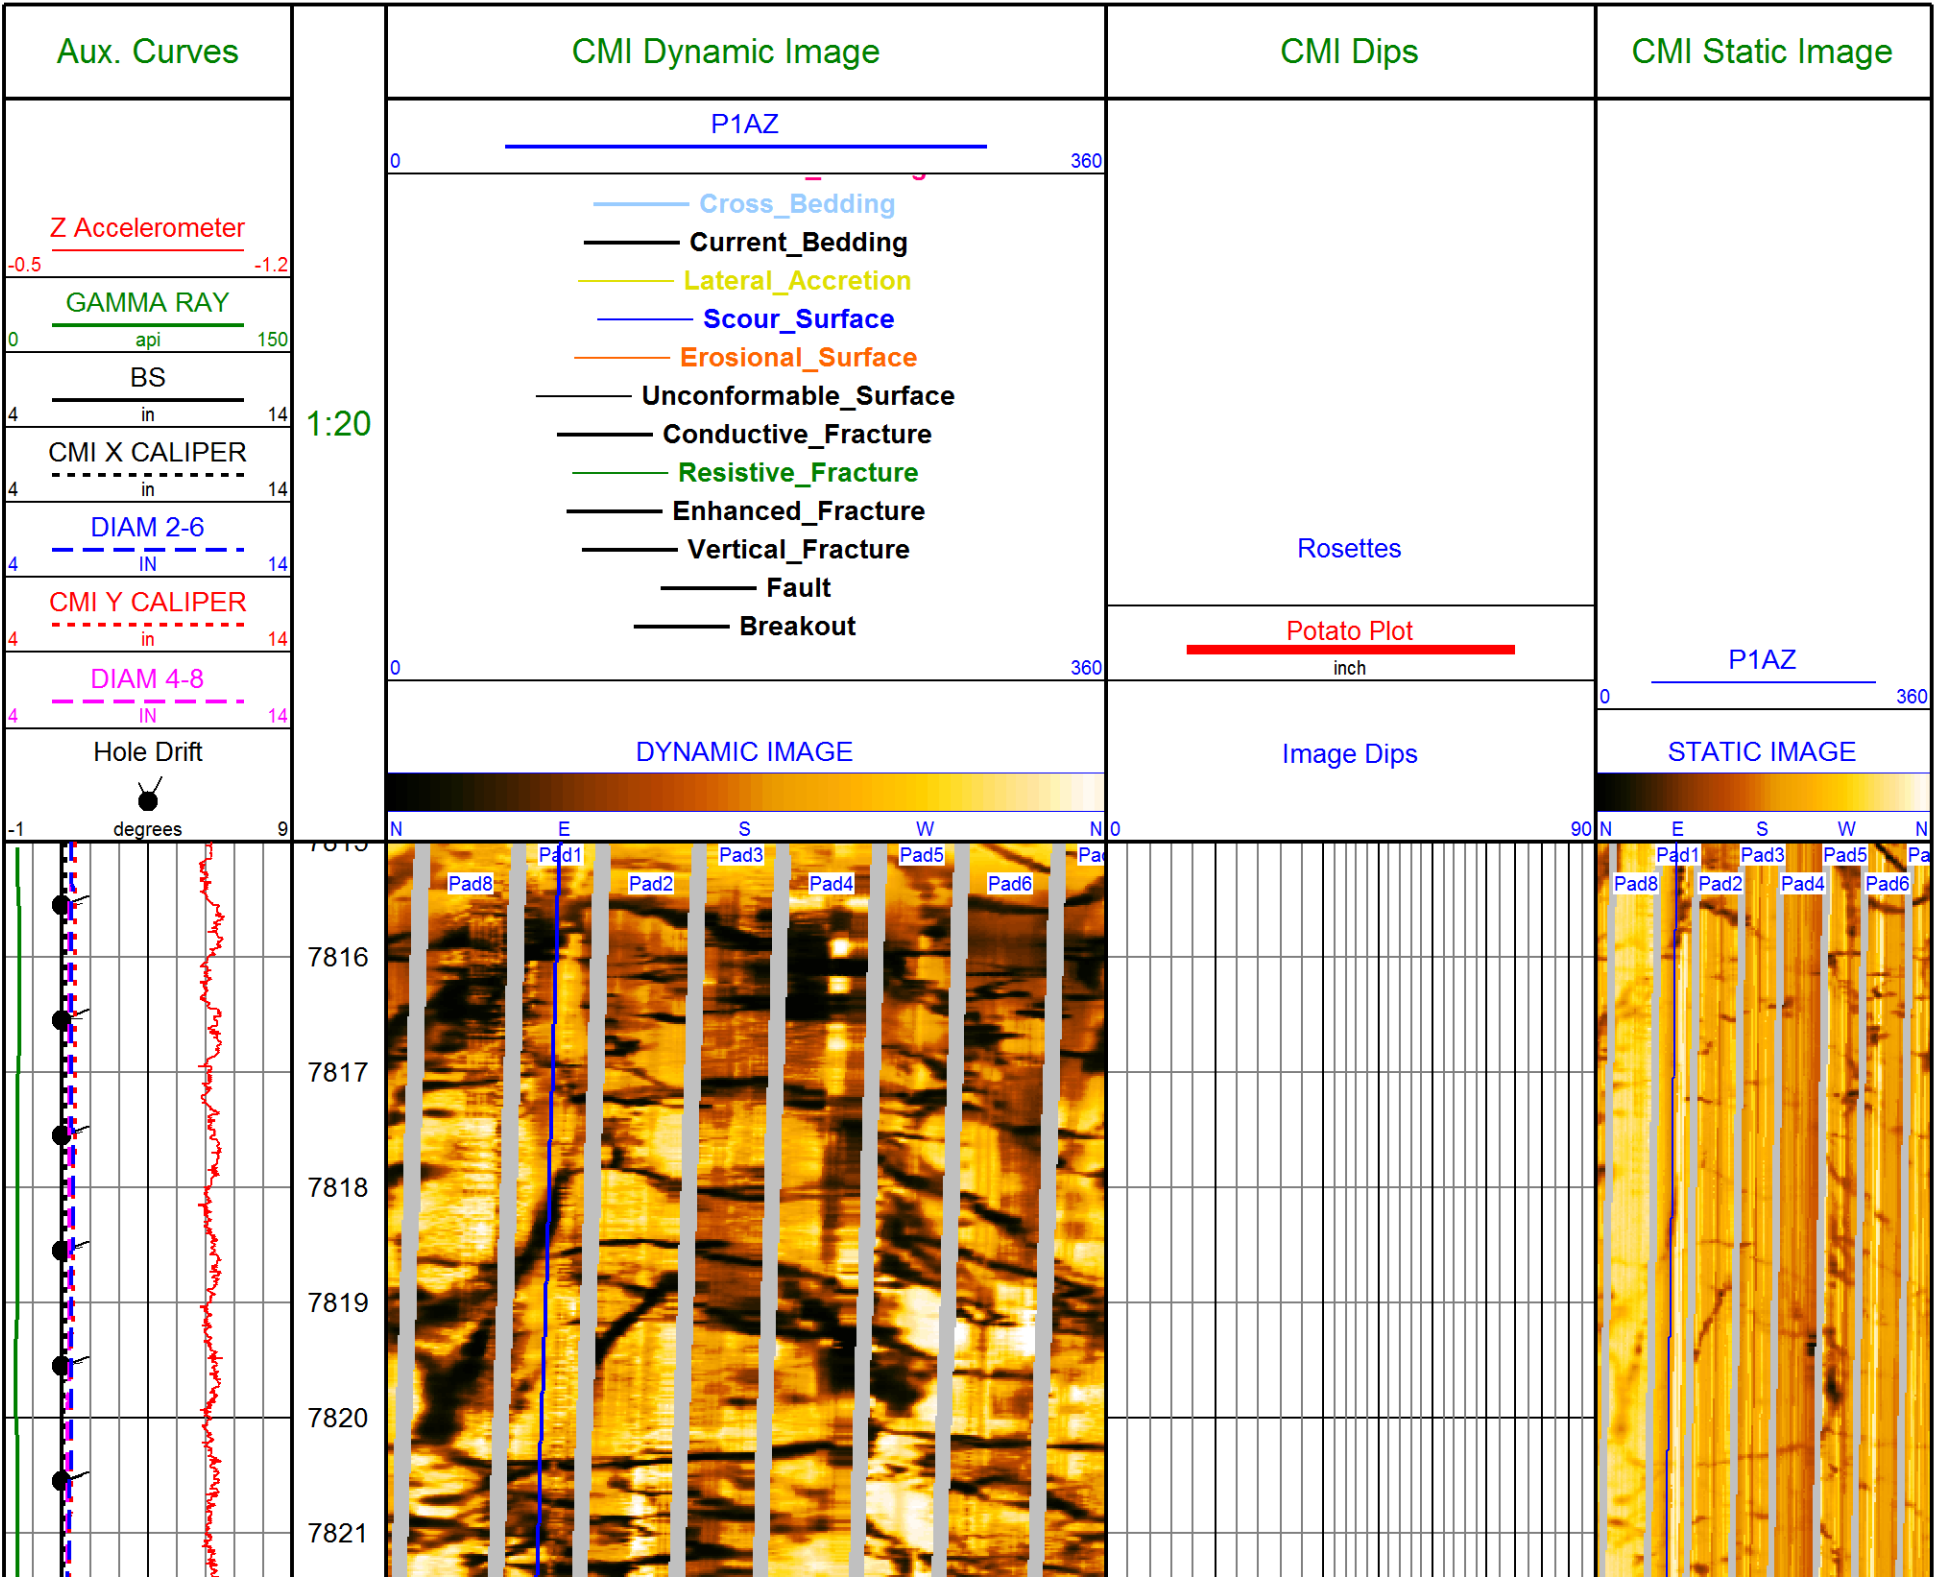 Aux. Curves
CMI Dynamic Image
CMI Dips
CMI Static Image
Z Accelerometer
-0.5 -1.2
GAMMA RAY
0 api 150
BS
4 in 14
CMI X CALIPER
4 in 14
DIAM 2-6
4 IN 14
CMI Y CALIPER
4 in 14
DIAM 4-8
4 IN 14
Hole Drift
-1 degrees 9
1:20
P1AZ
0 360
Cross_Bedding
Current_Bedding
Lateral_Accretion
Scour_Surface
Erosional_Surface
Unconformable_Surface
Conductive_Fracture
Resistive_Fracture
Enhanced_Fracture
Vertical_Fracture
Fault
Breakout
0 360
DYNAMIC IMAGE
N E S W N
Rosettes
Potato Plot
inch
Image Dips
0 90
P1AZ
0 360
STATIC IMAGE
N E S W N
Pad1 Pad3 Pad5
Pad8 Pad2 Pad4 Pad6
Pad1 Pad3 Pad5 Pa
Pad8 Pad2 Pad4 Pad6
7816
7817
7818
7819
7820
7821